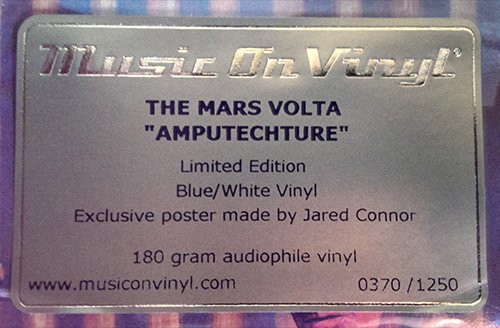 Music On Vinyl
THE MARS VOLTA
"AMPUTECHTURE"
Limited Edition
Blue/White Vinyl
Exclusive poster made by Jared Connor
180 gram audiophile vinyl
www.musiconvinyl.com 0370 /1250